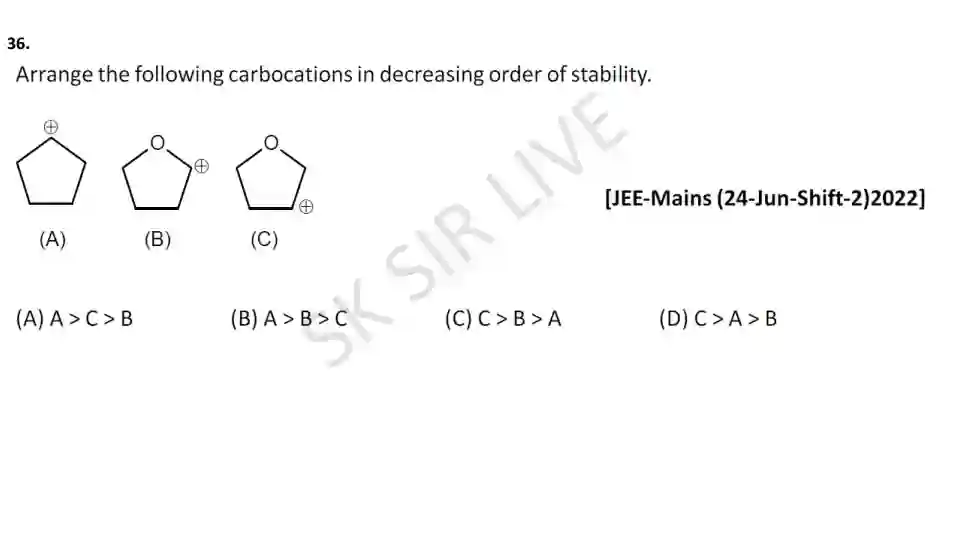 36.
Arrange the following carbocations in decreasing order of stability.
⊕
O
⊕
O
⊕
(A) (B) (C)
[JEE-Mains (24-Jun-Shift-2)2022]
(A) A > C > B (B) A > B > C (C) C > B > A (D) C > A > B
SK SIR LIVE